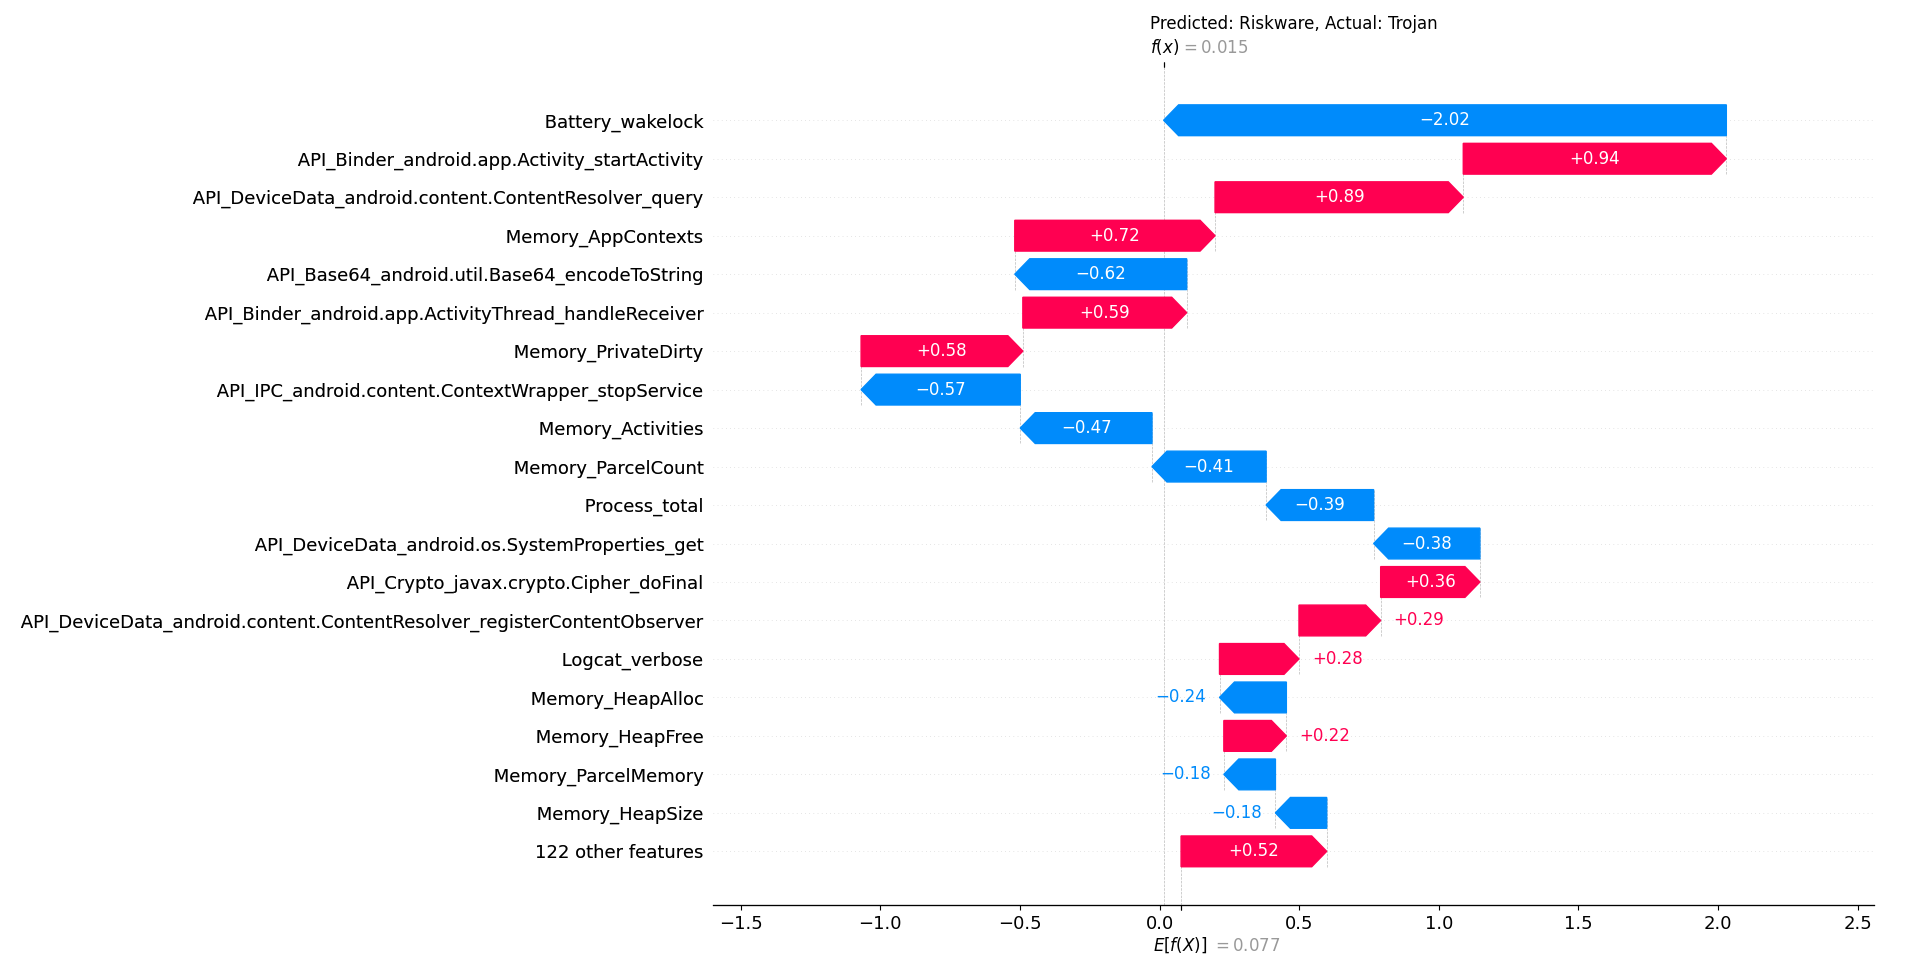 Predicted: Riskware, Actual: Trojan
f(x) = 0.015
Battery_wakelock −2.02
API_Binder_android.app.Activity_startActivity +0.94
API_DeviceData_android.content.ContentResolver_query +0.89
Memory_AppContexts +0.72
API_Base64_android.util.Base64_encodeToString −0.62
API_Binder_android.app.ActivityThread_handleReceiver +0.59
Memory_PrivateDirty +0.58
API_IPC_android.content.ContextWrapper_stopService −0.57
Memory_Activities −0.47
Memory_ParcelCount −0.41
Process_total −0.39
API_DeviceData_android.os.SystemProperties_get −0.38
API_Crypto_javax.crypto.Cipher_doFinal +0.36
API_DeviceData_android.content.ContentResolver_registerContentObserver +0.29
Logcat_verbose +0.28
Memory_HeapAlloc −0.24
Memory_HeapFree +0.22
Memory_ParcelMemory −0.18
Memory_HeapSize −0.18
122 other features +0.52
−1.5 −1.0 −0.5 0.0 0.5 1.0 1.5 2.0 2.5
E[f(X)] = 0.077